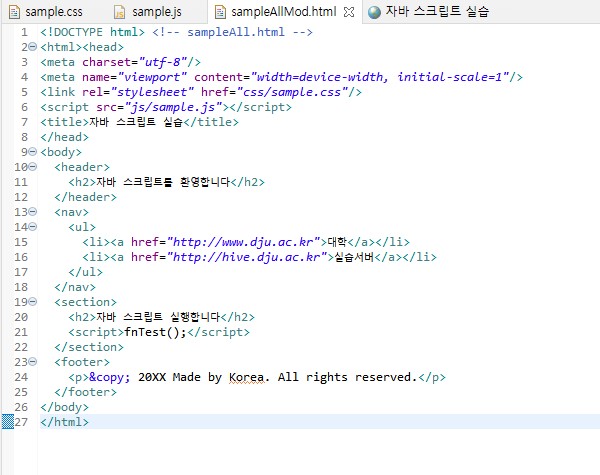 sample.css sample.js sampleAllMod.html 자바 스크립트 실습
1 <!DOCTYPE html> <!-- sampleAll.html -->
2 <html><head>
3 <meta charset="utf-8"/>
4 <meta name="viewport" content="width=device-width, initial-scale=1"/>
5 <link rel="stylesheet" href="css/sample.css"/>
6 <script src="js/sample.js"></script>
7 <title>자바 스크립트 실습</title>
8 </head>
9 <body>
10 <header>
11 <h2>자바 스크립트를 환영합니다</h2>
12 </header>
13 <nav>
14 <ul>
15 <li><a href="http://www.dju.ac.kr">대학</a></li>
16 <li><a href="http://hive.dju.ac.kr">실습서버</a></li>
17 </ul>
18 </nav>
19 <section>
20 <h2>자바 스크립트 실행합니다</h2>
21 <script>fnTest();</script>
22 </section>
23 <footer>
24 <p>&copy; 20XX Made by Korea. All rights reserved.</p>
25 </footer>
26 </body>
27 </html>